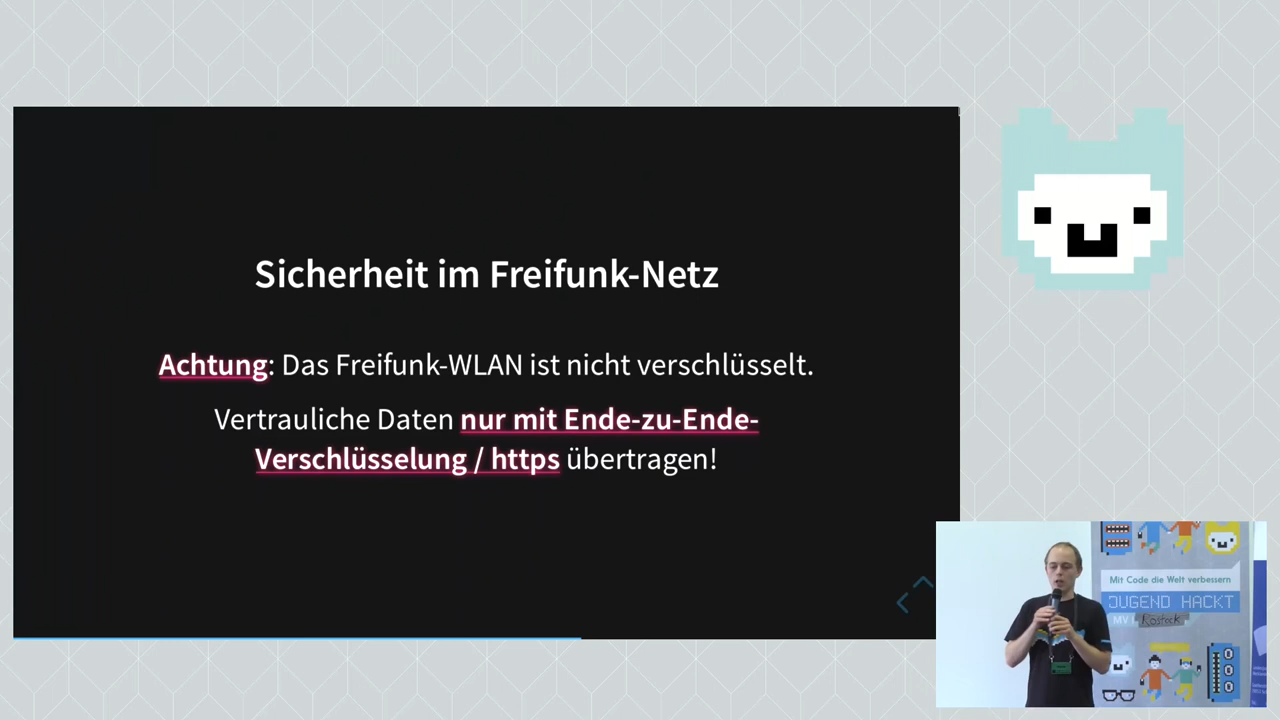 Sicherheit im Freifunk-Netz
Achtung: Das Freifunk-WLAN ist nicht verschlüsselt.
Vertrauliche Daten nur mit Ende-zu-Ende-
Verschlüsselung / https übertragen!
Mit Code die Welt verbessern
JUGEND HACKT
MV
Rostock